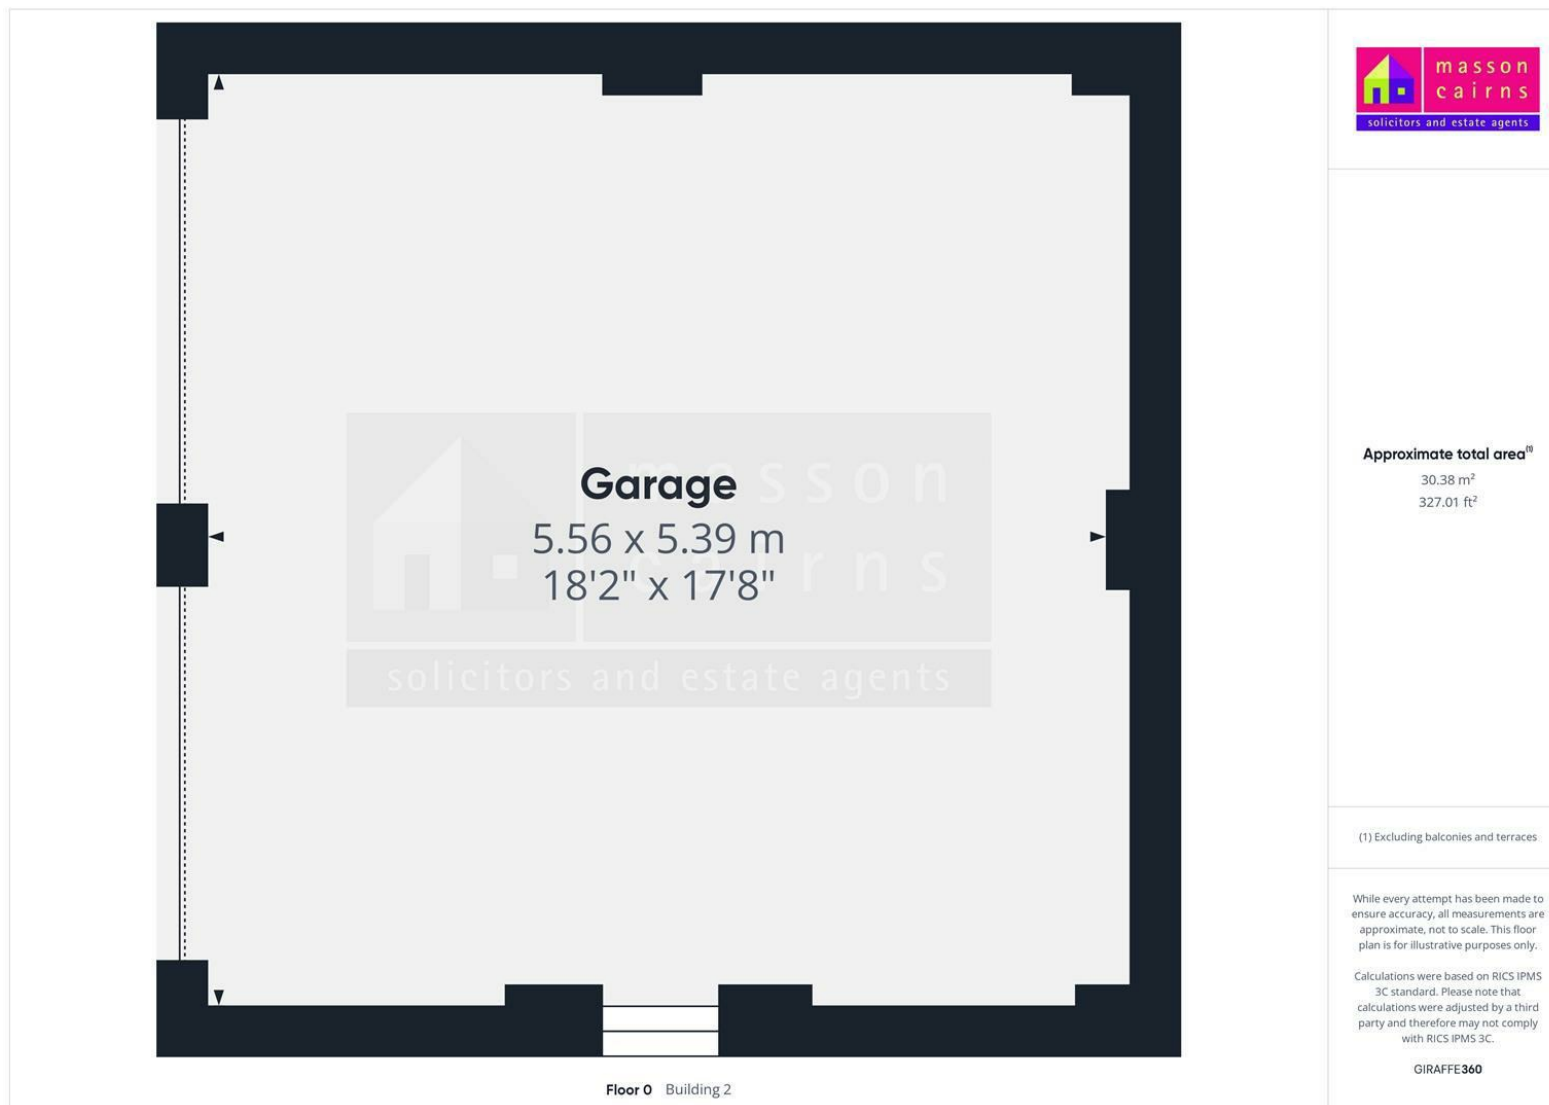 masson
cairns
solicitors and estate agents
masson
cairns
solicitors and estate agents
Garage
5.56 x 5.39 m
18'2" x 17'8"
Floor 0 Building 2
Approximate total area(1)
30.38 m²
327.01 ft²
(1) Excluding balconies and terraces
While every attempt has been made to
ensure accuracy, all measurements are
approximate, not to scale. This floor
plan is for illustrative purposes only.
Calculations were based on RICS IPMS
3C standard. Please note that
calculations were adjusted by a third
party and therefore may not comply
with RICS IPMS 3C.
GIRAFFE360